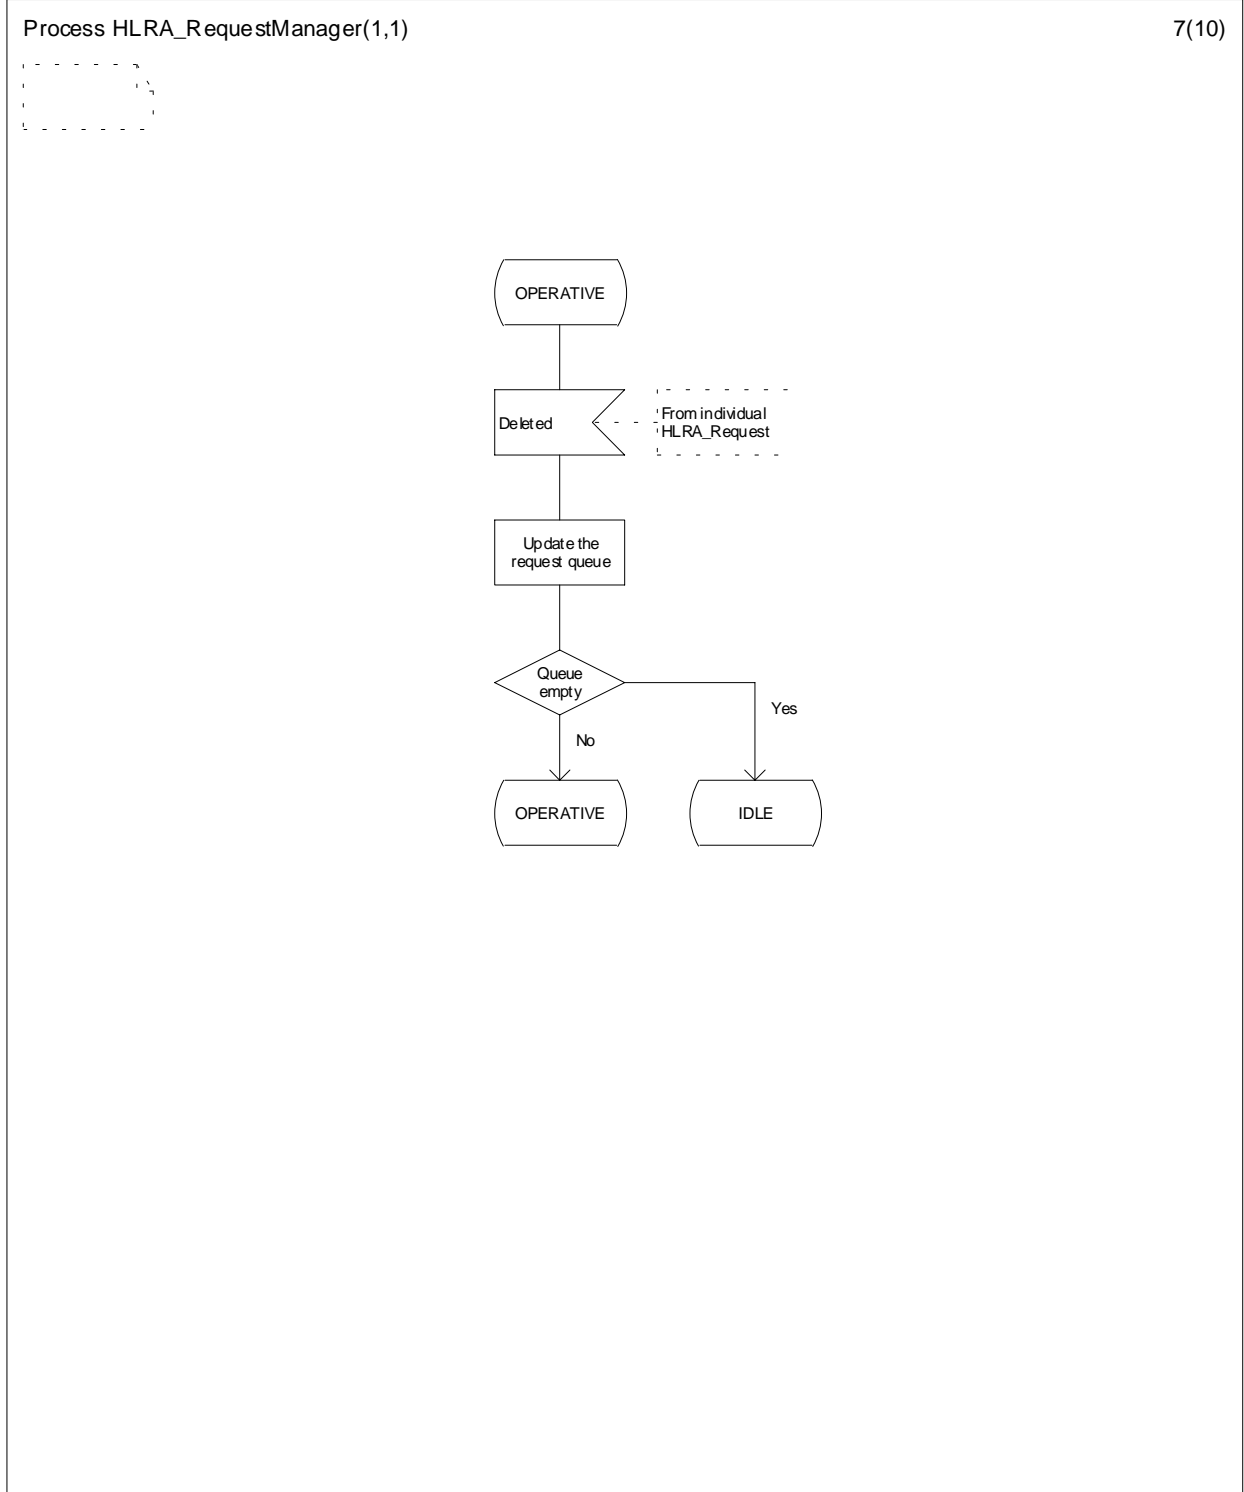 Process HLRA_RequestManager(1,1)
7(10)
OPERATIVE
Deleted
From individual
HLRA_Request
Update the
request queue
Queue
empty
Yes
No
OPERATIVE
IDLE